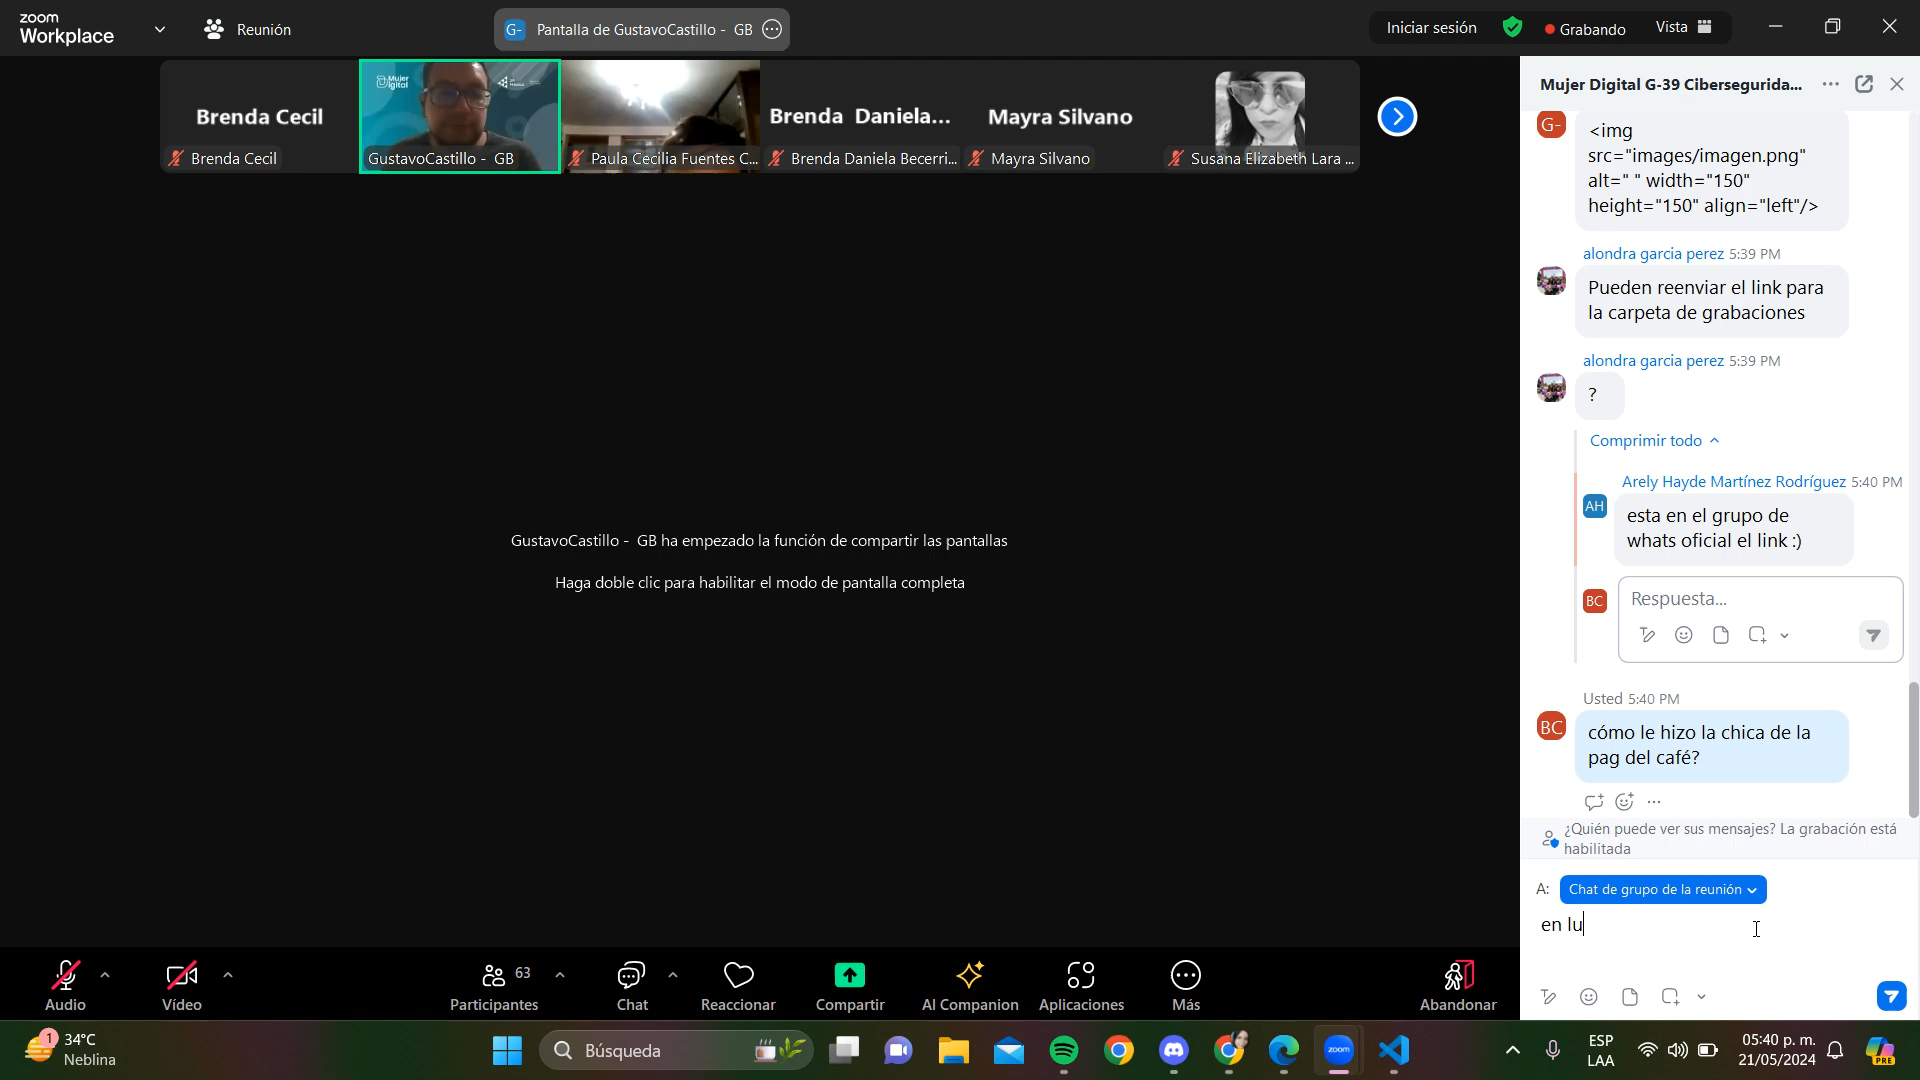 zoom
Workplace
Reunión
G- Pantalla de GustavoCastillo - GB
Iniciar sesión
Grabando
Vista
Brenda Cecil
Brenda Cecil
Mujer
Digital
GustavoCastillo - GB
Paula Cecilia Fuentes C...
Brenda Daniela...
Brenda Daniela Becerri...
Mayra Silvano
Mayra Silvano
Susana Elizabeth Lara ...
GustavoCastillo - GB ha empezado la función de compartir las pantallas
Haga doble clic para habilitar el modo de pantalla completa
Mujer Digital G-39 Cibersegurida...
G-
<img
src="images/imagen.png"
alt=" " width="150"
height="150" align="left"/>
alondra garcia perez 5:39 PM
Pueden reenviar el link para
la carpeta de grabaciones
alondra garcia perez 5:39 PM
?
Comprimir todo
Arely Hayde Martínez Rodríguez 5:40 PM
AH
esta en el grupo de
whats oficial el link :)
BC
Respuesta...
Usted 5:40 PM
BC
cómo le hizo la chica de la
pag del café?
¿Quién puede ver sus mensajes? La grabación está
habilitada
A: Chat de grupo de la reunión
en lu
Audio
Vídeo
63
Participantes
Chat
Reaccionar
Compartir
AI Companion
Aplicaciones
Más
Abandonar
1
34°C
Neblina
Búsqueda
zoom
ESP
LAA
05:40 p. m.
21/05/2024
PRE